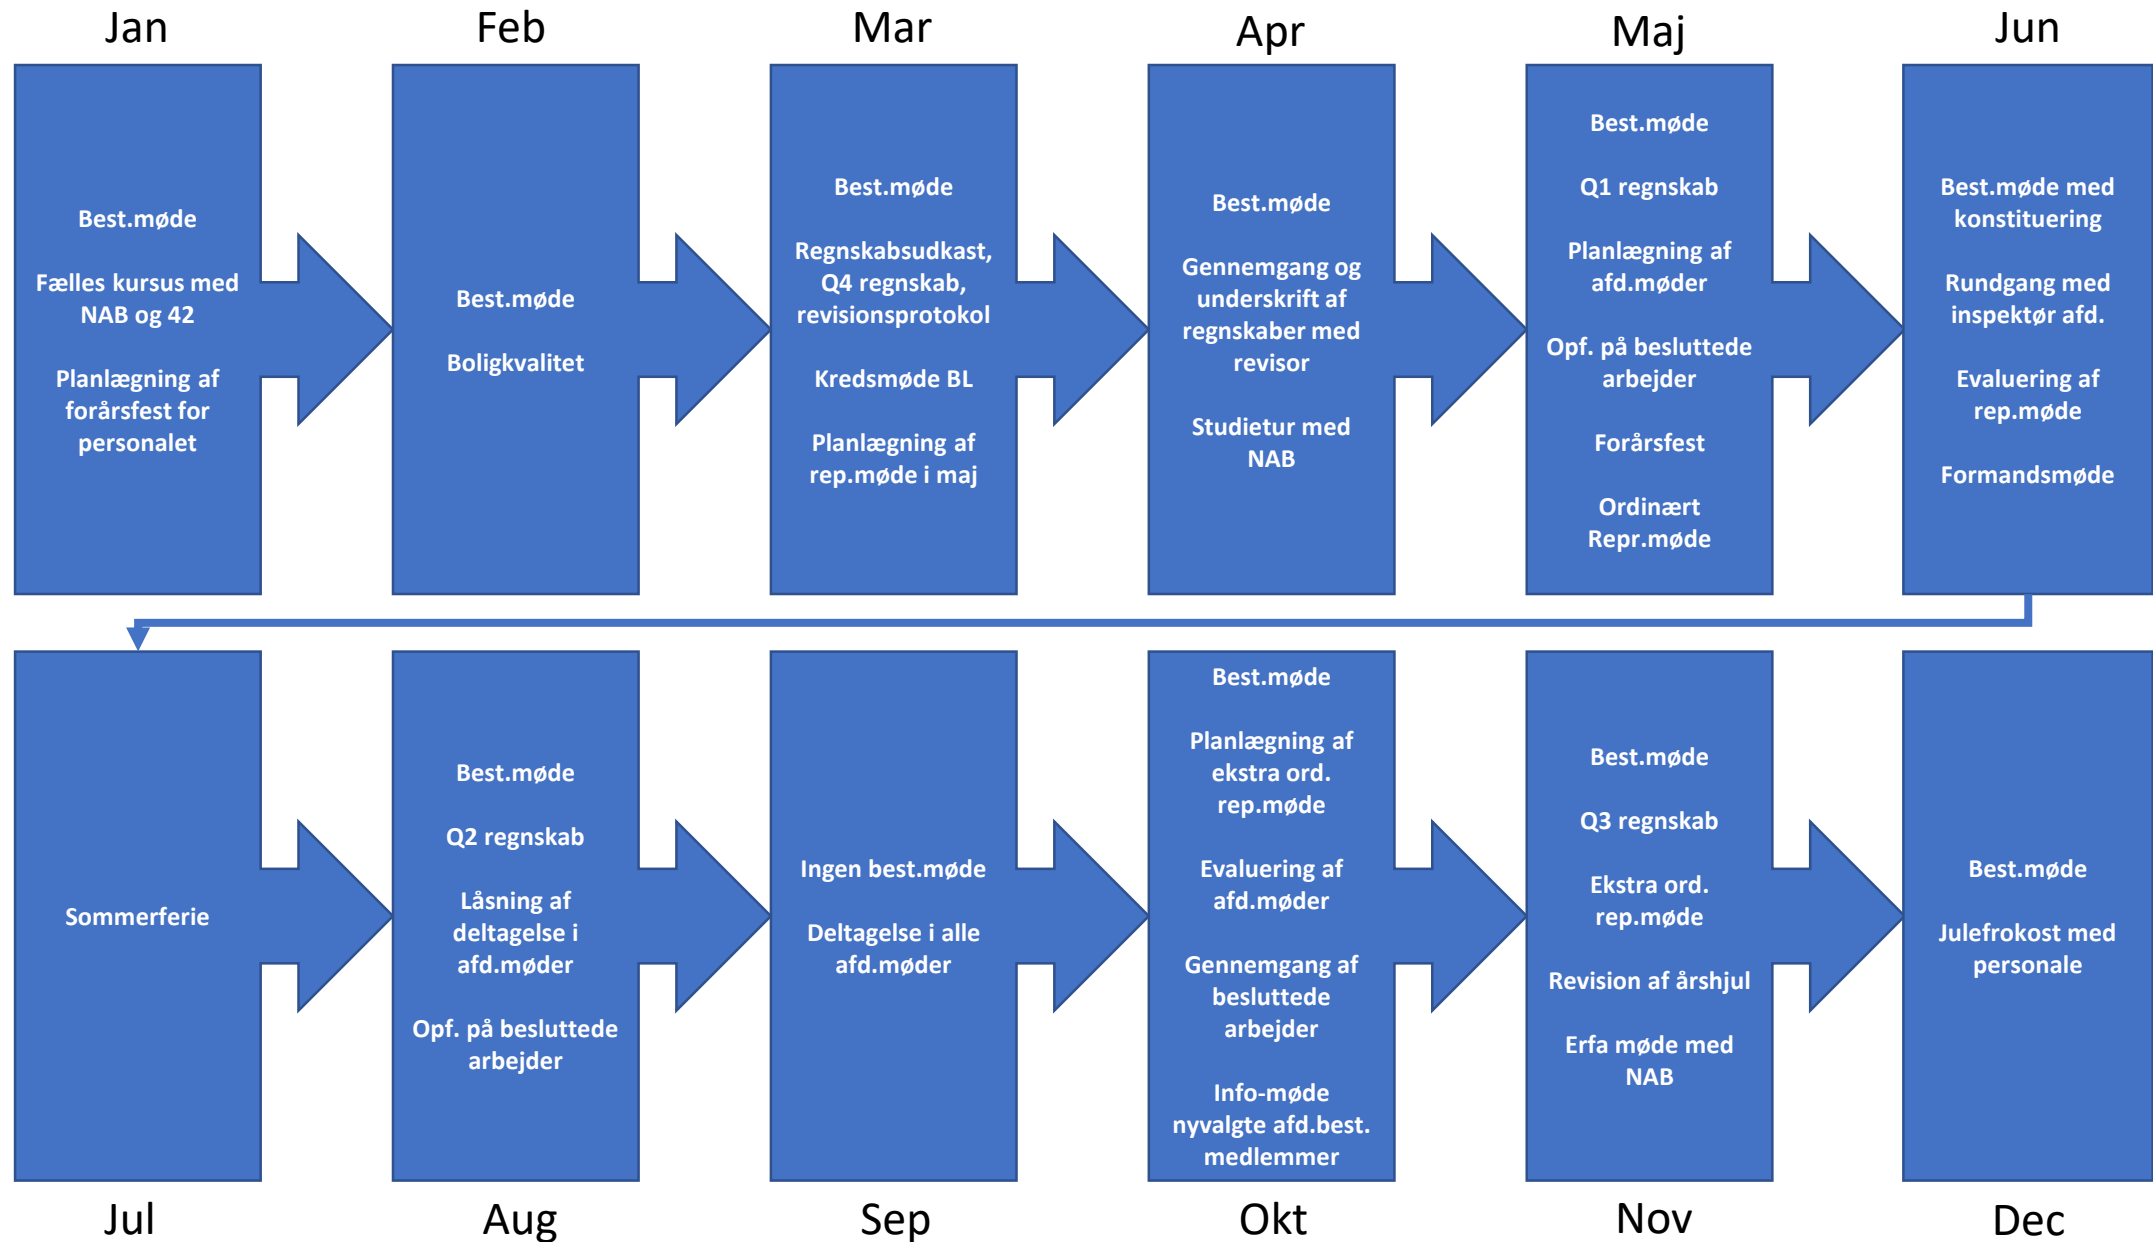 Jan
Best.møde
Fælles kursus med
NAB og 42
Planlægning af
forårsfest for
personalet
Feb
Best.møde
Boligkvalitet
Mar
Best.møde
Regnskabsudkast,
Q4 regnskab,
revisionsprotokol
Kredsmøde BL
Planlægning af
rep.møde i maj
Apr
Best.møde
Gennemgang og
underskrift af
regnskaber med
revisor
Studietur med
NAB
Maj
Best.møde
Q1 regnskab
Planlægning af
afd.møder
Opf. på besluttede
arbejder
Forårsfest
Ordinært
Repr.møde
Jun
Best.møde med
konstituering
Rundgang med
inspektør afd.
Evaluering af
rep.møde
Formandsmøde
Sommerferie
Jul
Best.møde
Q2 regnskab
Låsning af
deltagelse i
afd.møder
Opf. på besluttede
arbejder
Aug
Ingen best.møde
Deltagelse i alle
afd.møder
Sep
Best.møde
Planlægning af
ekstra ord.
rep.møde
Evaluering af
afd.møder
Gennemgang af
besluttede
arbejder
Info-møde
nyvalgte afd.best.
medlemmer
Okt
Best.møde
Q3 regnskab
Ekstra ord.
rep.møde
Revision af årshjul
Erfa møde med
NAB
Nov
Best.møde
Julefrokost med
personale
Dec